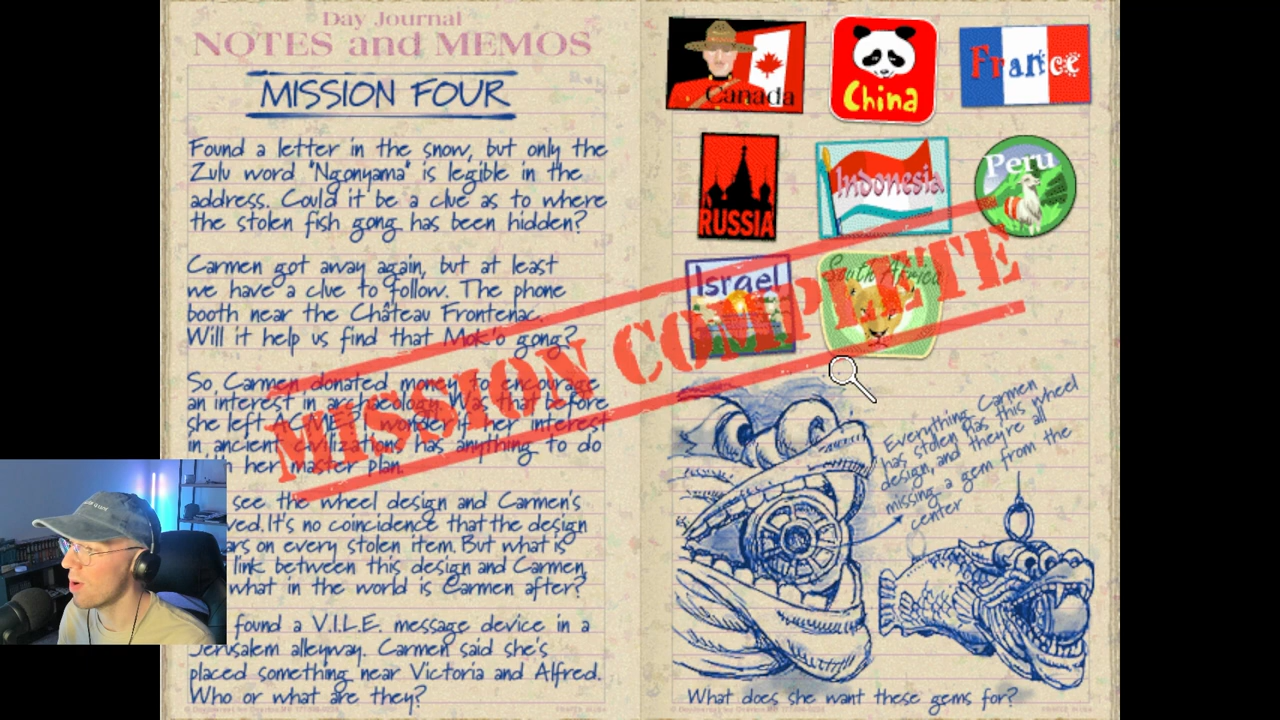 Day Journal
NOTES and MEMOS
MISSION FOUR
Found a letter in the snow, but only the
Zulu word "Ngonyama" is legible in the
address. Could it be a clue as to where
the stolen fish gong has been hidden?
Carmen got away again, but at least
we have a clue to follow. The phone
booth near the Château Frontenac.
Will it help us find that Mok'o gong?
So Carmen donated money to encourage
an interest in archaeology. Was that before
she left ACME? I wonder if her interest
in ancient civilizations has anything to do
her master plan.
see the wheel design and Carmen's
It's no coincidence that the design
on every stolen item. But what is
link between this design and Carmen,
what in the world is Carmen after?
found a V.I.L.E. message device in a
Jerusalem alleyway. Carmen said she's
placed something near Victoria and Alfred.
Who or what are they?
Canada
China
France
RUSSIA
Indonesia
Peru
Israel
South Africa
MISSION COMPLETE
Everything Carmen
has stolen has this wheel
design, and they're all
missing a gem from the
center
What does she want these gems for?